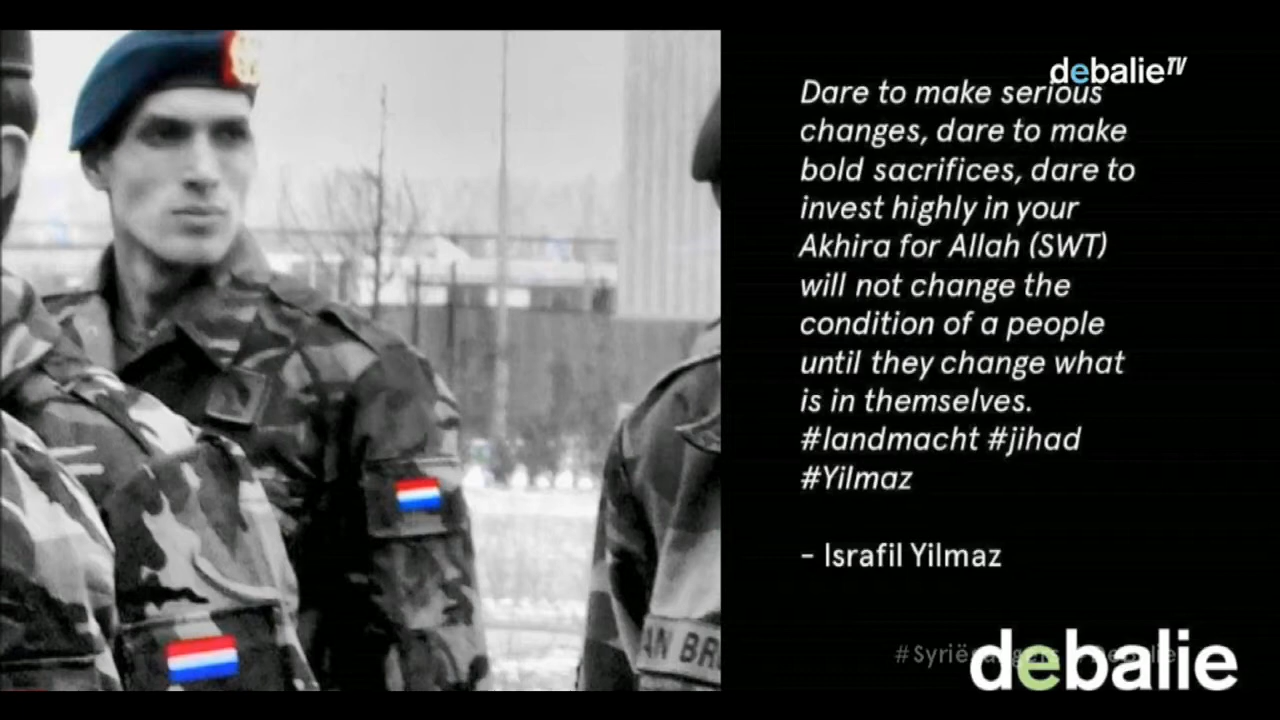 debalieTV
Dare to make serious
changes, dare to make
bold sacrifices, dare to
invest highly in your
Akhira for Allah (SWT)
will not change the
condition of a people
until they change what
is in themselves.
#landmacht #jihad
#Yilmaz
– Israfil Yilmaz
AN BR
debalie